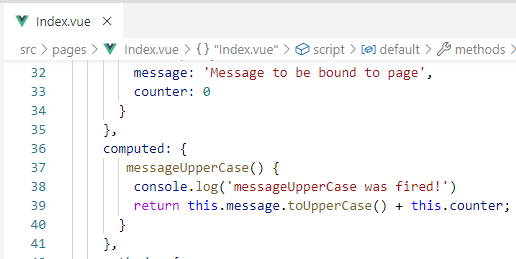 Index.vue ×
src > pages > Index.vue > {} "Index.vue" > script > default > methods >
32 message: 'Message to be bound to page',
33 counter: 0
34 }
35 },
36 computed: {
37 messageUpperCase() {
38 console.log('messageUpperCase was fired!')
39 return this.message.toUpperCase() + this.counter;
40 }
41 },